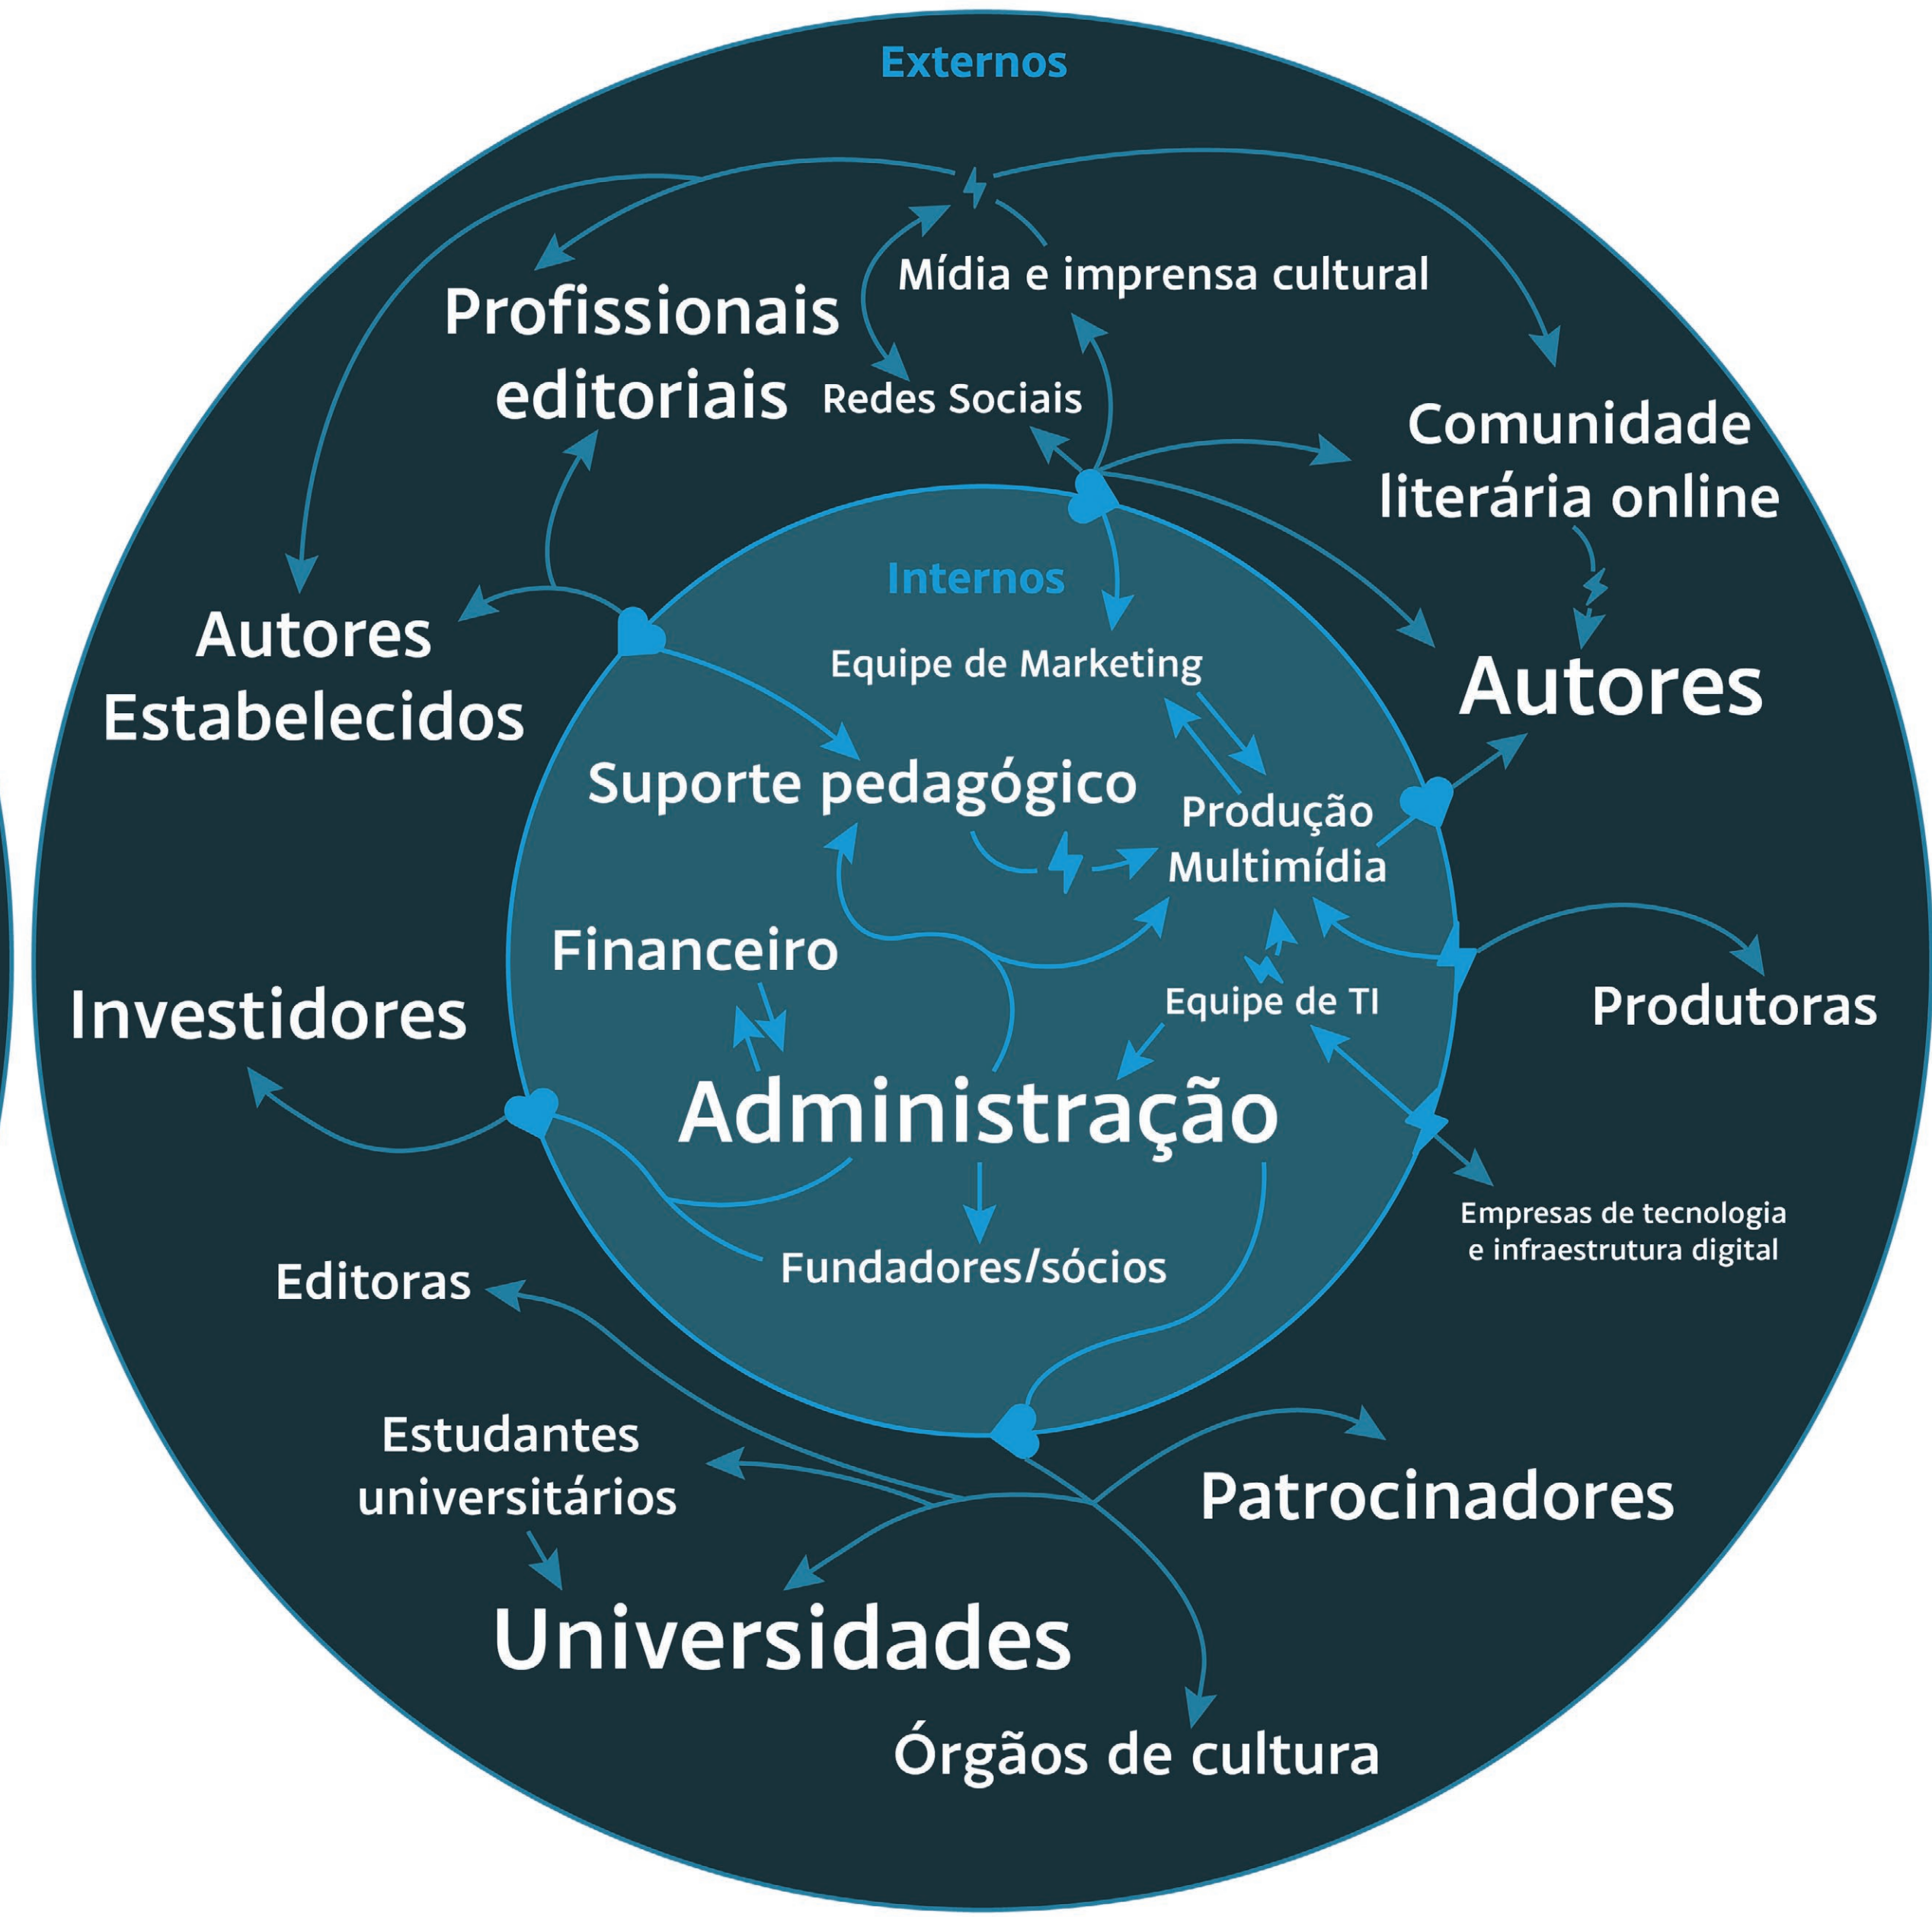 Externos
Mídia e imprensa cultural
Profissionais
editoriais
Redes Sociais
Comunidade
literária online
Internos
Autores
Estabelecidos
Equipe de Marketing
Autores
Suporte pedagógico
Produção
Multimídia
Financeiro
Investidores
Equipe de TI
Produtoras
Administração
Empresas de tecnologia
e infraestrutura digital
Fundadores/sócios
Editoras
Estudantes
universitários
Patrocinadores
Universidades
Órgãos de cultura